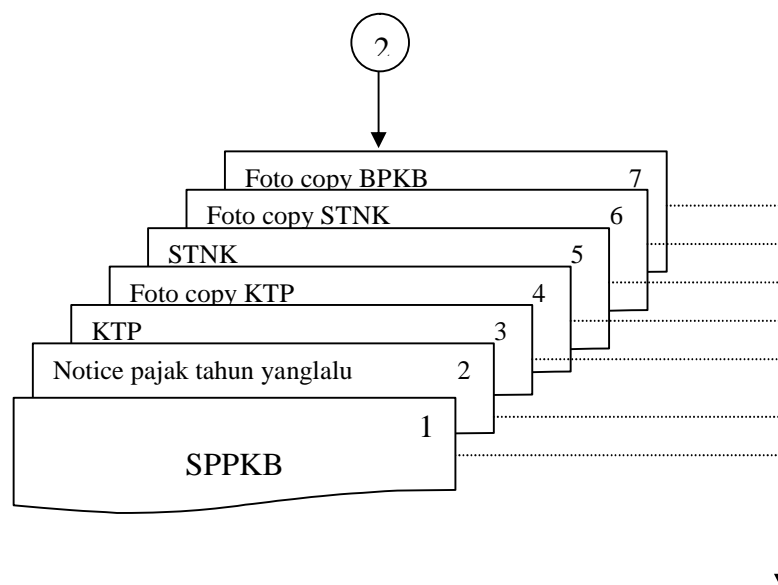 2
Foto copy BPKB 7
Foto copy STNK 6
STNK 5
Foto copy KTP 4
KTP 3
Notice pajak tahun yanglalu 2
1
SPPKB